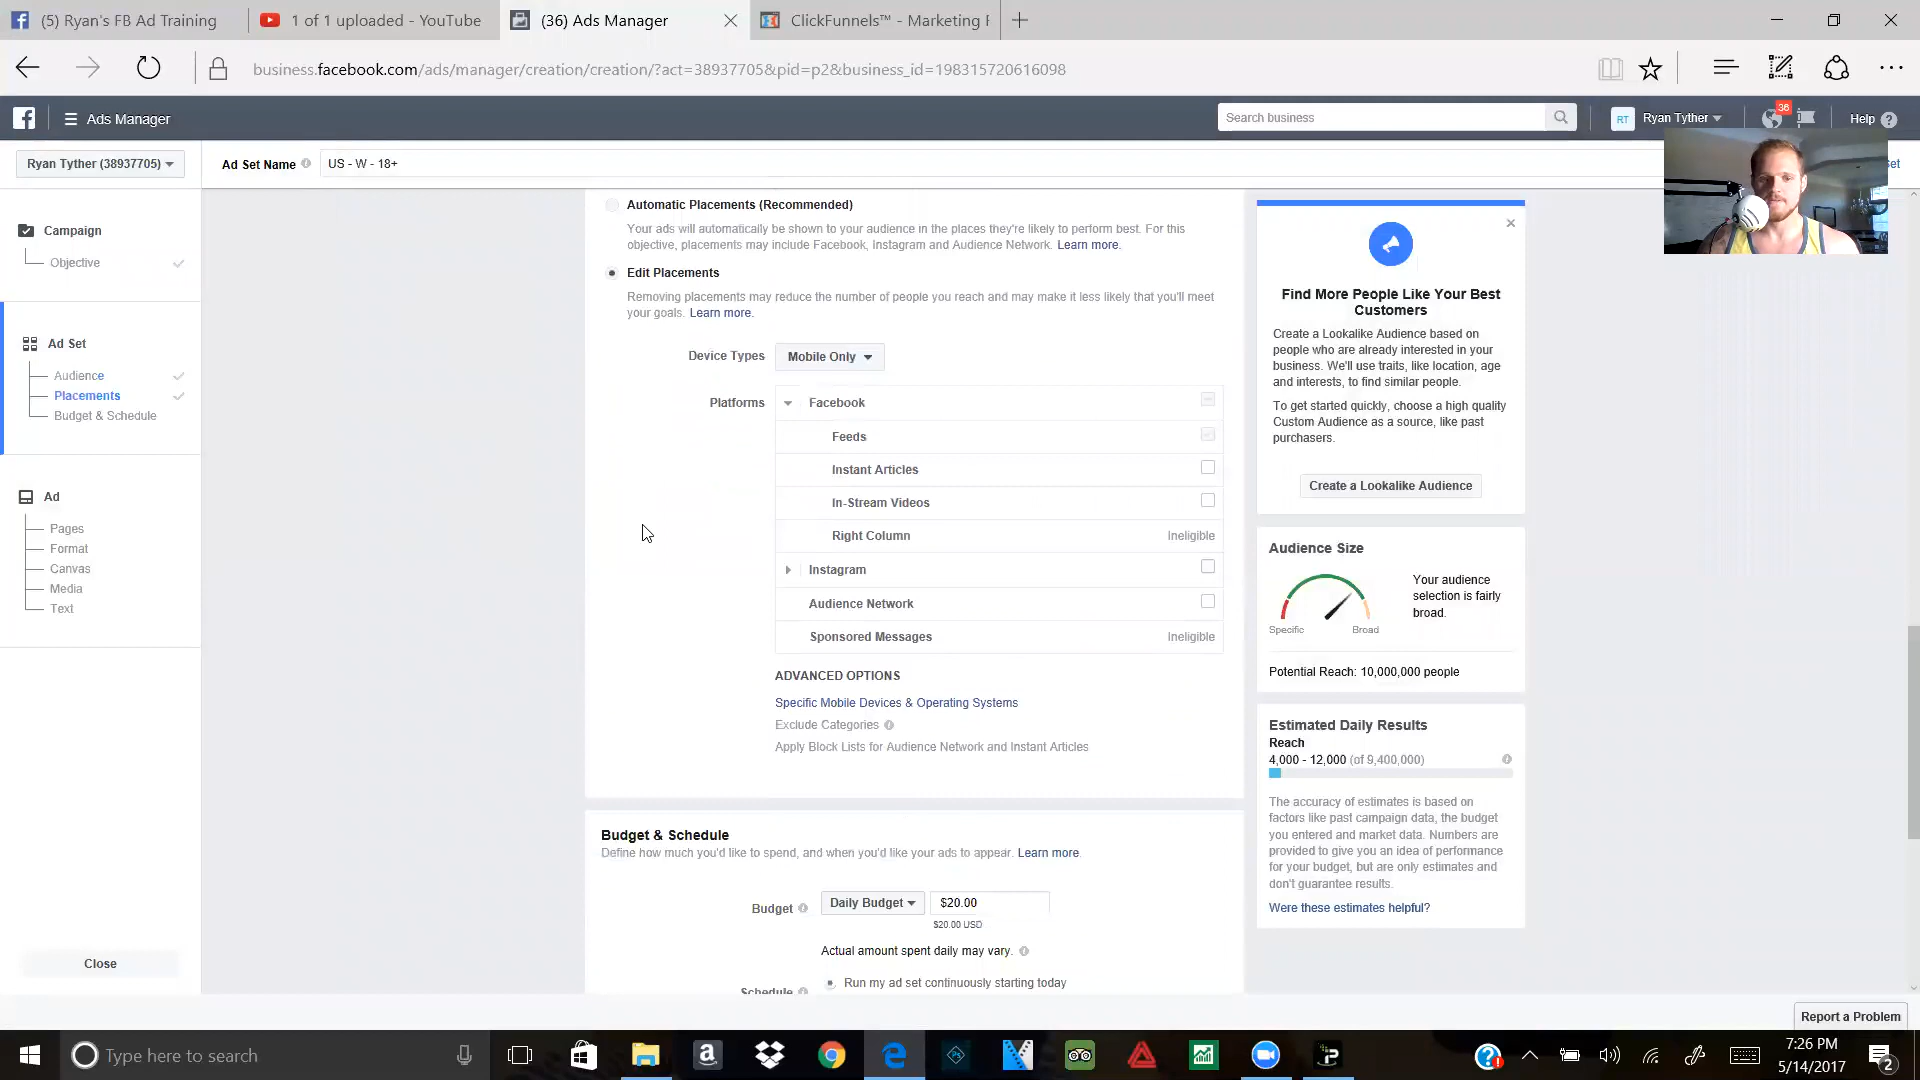 (5) Ryan's FB Ad Training
1 of 1 uploaded - YouTube
(36) Ads Manager
ClickFunnels™ - Marketing F
business.facebook.com/ads/manager/creation/creation/?act=38937705&pid=p2&business_id=198315720616098
Ads Manager
Search business
RT
Ryan Tyther
36
Help
Ryan Tyther (38937705)
Ad Set Name
US - W - 18+
Campaign
Objective
Ad Set
Audience
Placements
Budget & Schedule
Ad
Pages
Format
Canvas
Media
Text
Close
Automatic Placements (Recommended)
Your ads will automatically be shown to your audience in the places they're likely to perform best. For this
objective, placements may include Facebook, Instagram and Audience Network. Learn more.
Edit Placements
Removing placements may reduce the number of people you reach and may make it less likely that you'll meet
your goals. Learn more.
Device Types
Mobile Only
Platforms
Facebook
Feeds
Instant Articles
In-Stream Videos
Right Column
Ineligible
Instagram
Audience Network
Sponsored Messages
Ineligible
ADVANCED OPTIONS
Specific Mobile Devices & Operating Systems
Exclude Categories
Apply Block Lists for Audience Network and Instant Articles
Budget & Schedule
Define how much you'd like to spend, and when you'd like your ads to appear. Learn more.
Budget
Daily Budget
$20.00
$20.00 USD
Actual amount spent daily may vary.
Schedule
Run my ad set continuously starting today
Find More People Like Your Best
Customers
Create a Lookalike Audience based on
people who are already interested in your
business. We'll use traits, like location, age
and interests, to find similar people.
To get started quickly, choose a high quality
Custom Audience as a source, like past
purchasers.
Create a Lookalike Audience
Audience Size
Specific
Broad
Your audience
selection is fairly
broad.
Potential Reach: 10,000,000 people
Estimated Daily Results
Reach
4,000 - 12,000 (of 9,400,000)
The accuracy of estimates is based on
factors like past campaign data, the budget
you entered and market data. Numbers are
provided to give you an idea of performance
for your budget, but are only estimates and
don't guarantee results.
Were these estimates helpful?
Report a Problem
Type here to search
7:26 PM
5/14/2017
2